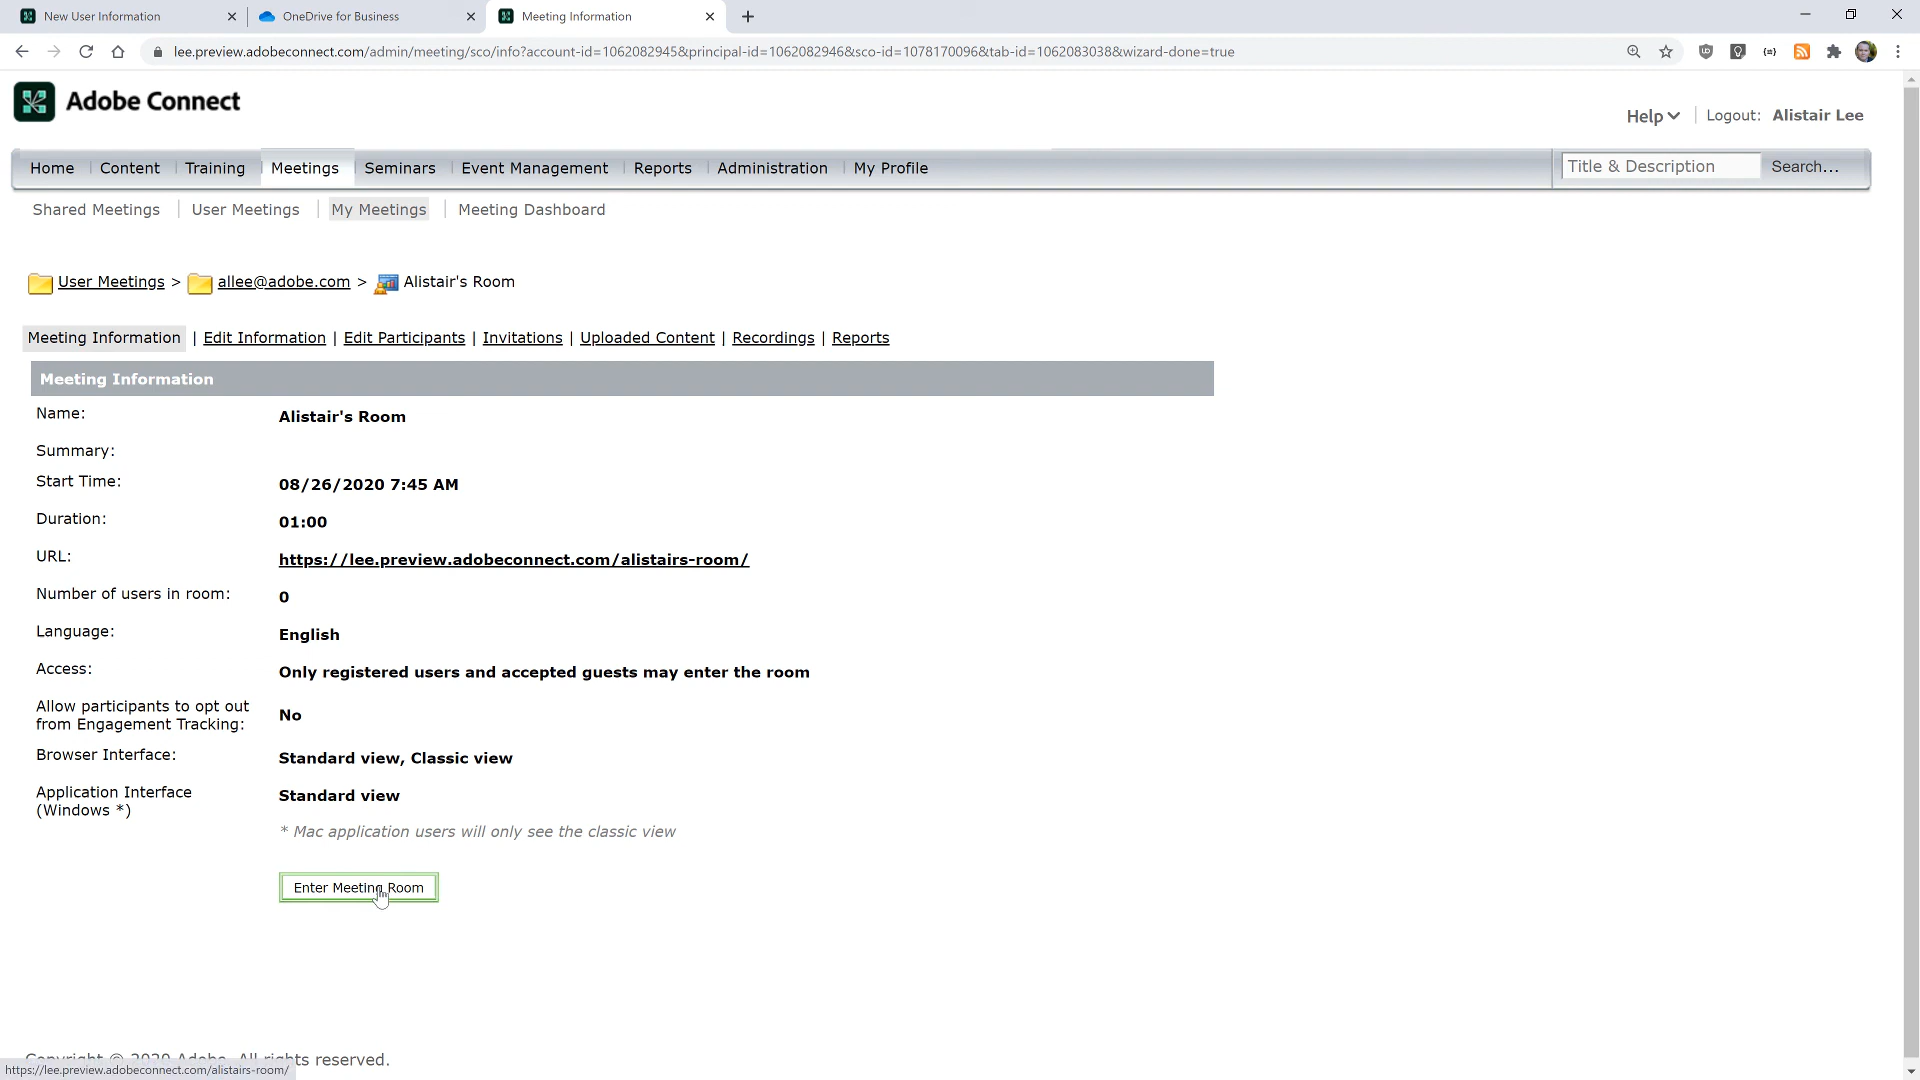 New User Information
OneDrive for Business
Meeting Information
lee.preview.adobeconnect.com/admin/meeting/sco/info?account-id=1062082945&principal-id=1062082946&sco-id=1078170096&tab-id=1062083038&wizard-done=true
Adobe Connect
Help
Logout: Alistair Lee
Home
Content
Training
Meetings
Seminars
Event Management
Reports
Administration
My Profile
Title & Description
Search...
Shared Meetings
User Meetings
My Meetings
Meeting Dashboard
User Meetings > allee@adobe.com > Alistair's Room
Meeting Information | Edit Information | Edit Participants | Invitations | Uploaded Content | Recordings | Reports
Meeting Information
Name: Alistair's Room
Summary:
Start Time: 08/26/2020 7:45 AM
Duration: 01:00
URL: https://lee.preview.adobeconnect.com/alistairs-room/
Number of users in room: 0
Language: English
Access: Only registered users and accepted guests may enter the room
Allow participants to opt out
from Engagement Tracking: No
Browser Interface: Standard view, Classic view
Application Interface
(Windows *) Standard view
* Mac application users will only see the classic view
Enter Meeting Room
Copyright © 2020 Adobe. All rights reserved.
https://lee.preview.adobeconnect.com/alistairs-room/